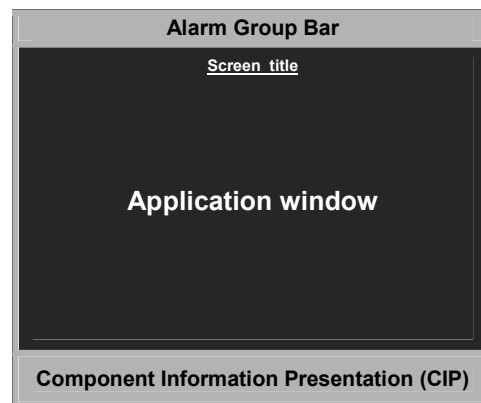 Alarm Group Bar
Screen title
Application window
Component Information Presentation (CIP)